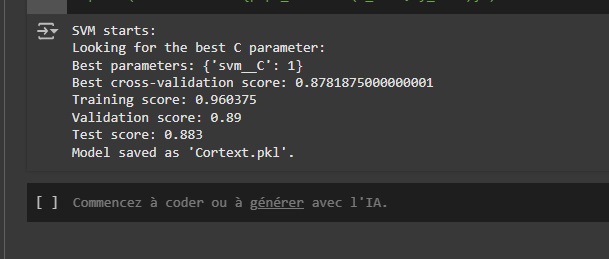 SVM starts:
Looking for the best C parameter:
Best parameters: {'svm__C': 1}
Best cross-validation score: 0.8781875000000001
Training score: 0.960375
Validation score: 0.89
Test score: 0.883
Model saved as 'Cortext.pkl'.
[ ] Commencez à coder ou à générer avec l'IA.